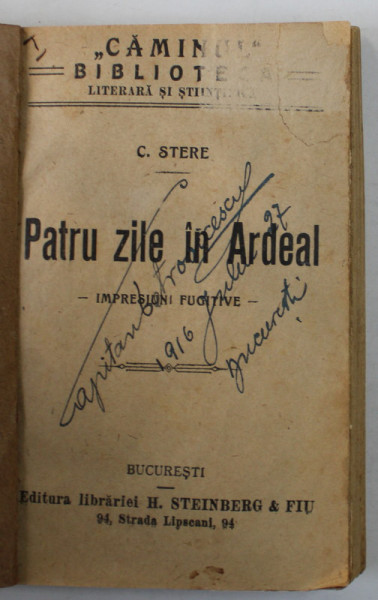 „CĂMINUL“
BIBLIOTECA
LITERARĂ ȘI ȘTIINȚIFICĂ
C. STERE
Patru zile în Ardeal
— IMPRESIUNI FUGITIVE —
Capitan
1916 Iulie 27
București
BUCUREȘTI
Editura librăriei H. STEINBERG & FIU
94, Strada Lipscani, 94